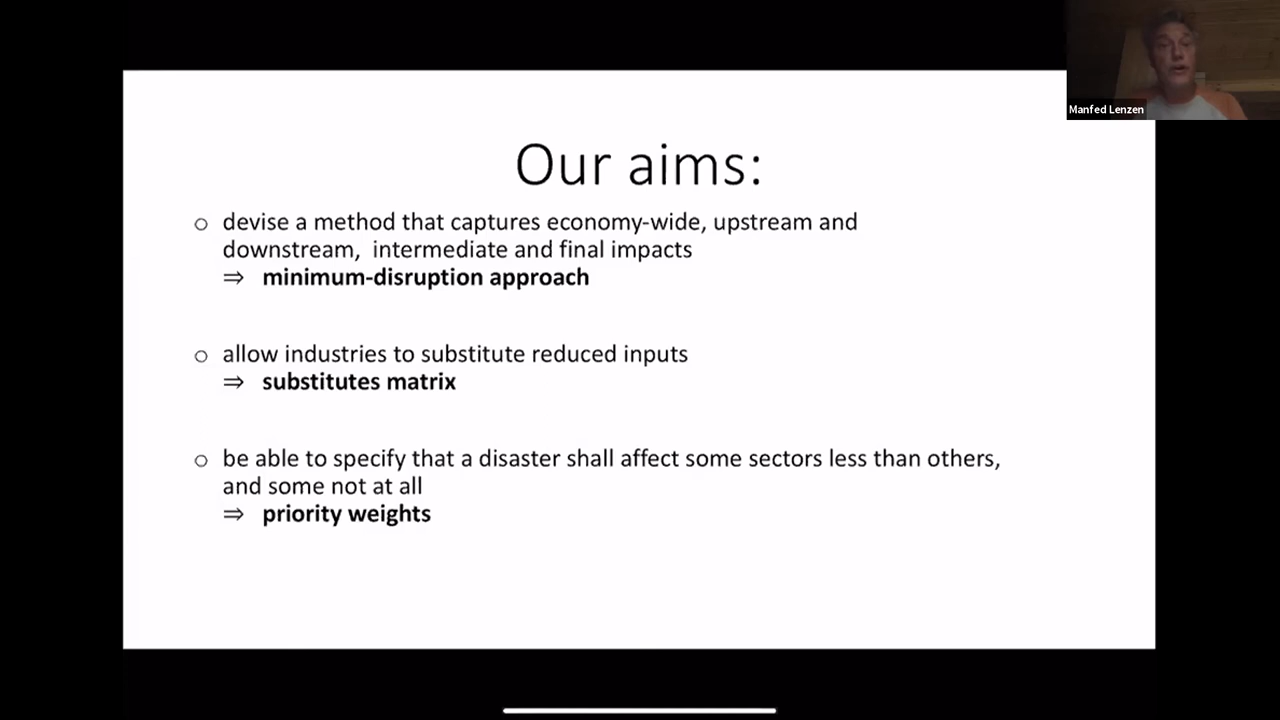 Manfed Lenzen
Our aims:
o devise a method that captures economy-wide, upstream and
downstream, intermediate and final impacts
⇒ minimum-disruption approach
o allow industries to substitute reduced inputs
⇒ substitutes matrix
o be able to specify that a disaster shall affect some sectors less than others,
and some not at all
⇒ priority weights